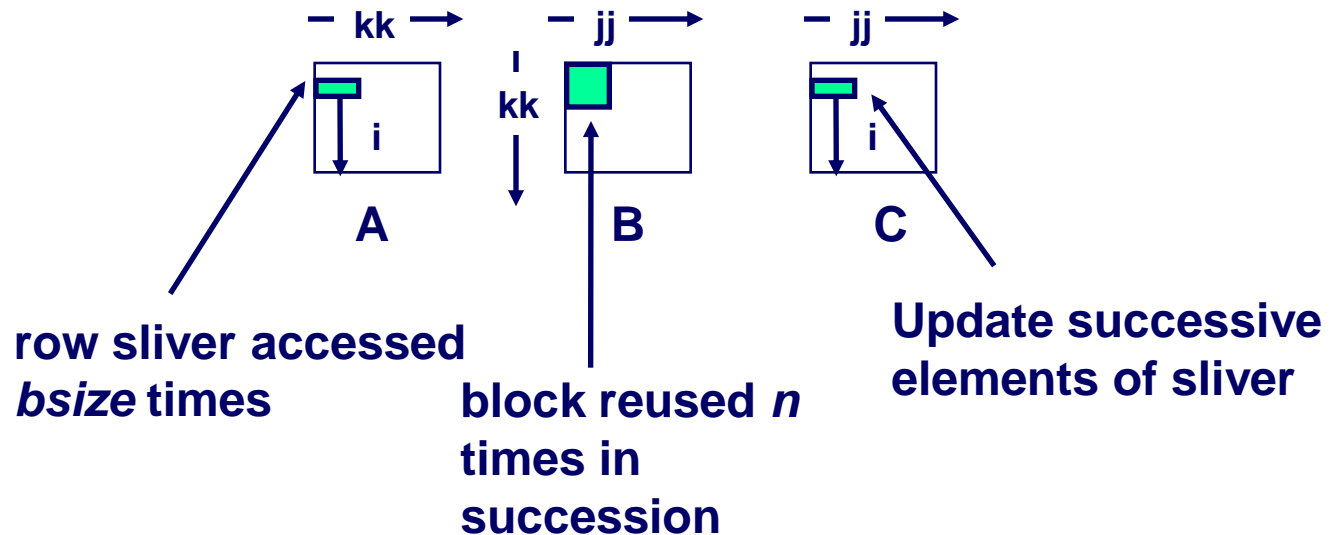 kk
jj
jj
kk
i
i
A
B
C
row sliver accessed
bsize times
block reused n
times in
succession
Update successive
elements of sliver